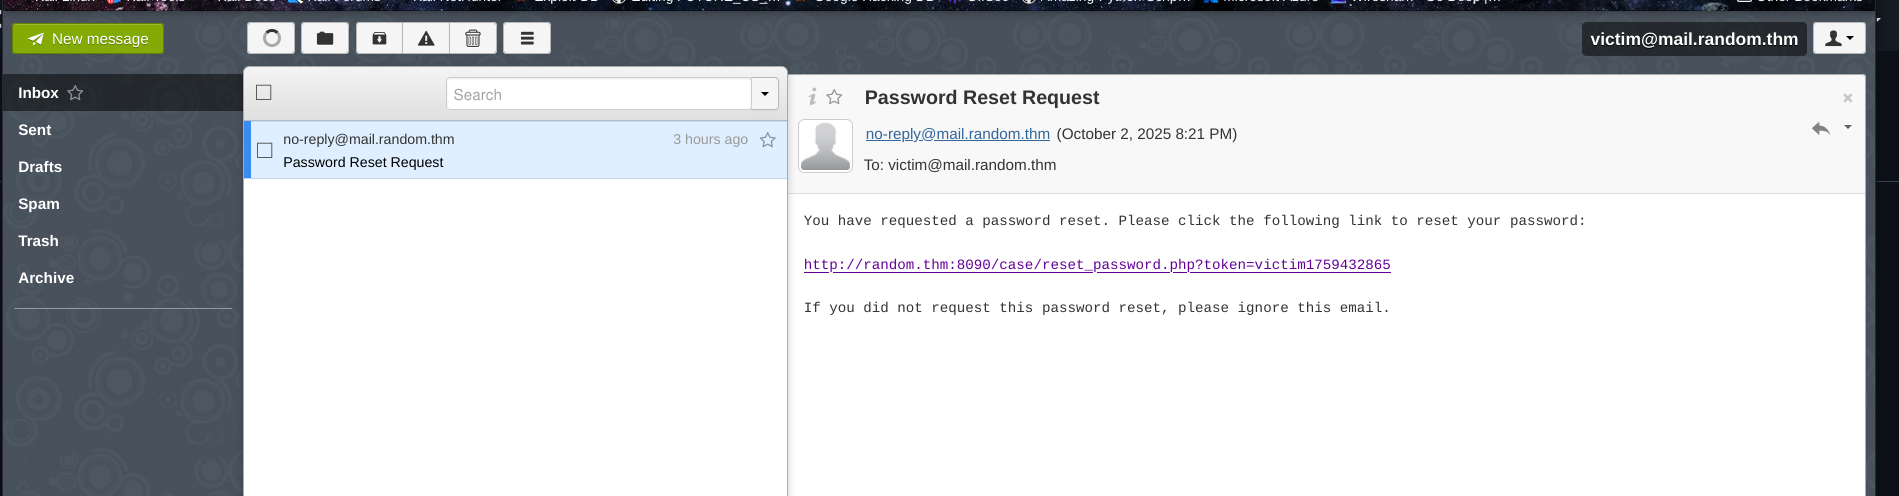 New message
victim@mail.random.thm
Inbox
Sent
Drafts
Spam
Trash
Archive
Search
no-reply@mail.random.thm 3 hours ago
Password Reset Request
Password Reset Request
no-reply@mail.random.thm (October 2, 2025 8:21 PM)
To: victim@mail.random.thm
You have requested a password reset. Please click the following link to reset your password:
http://random.thm:8090/case/reset_password.php?token=victim1759432865
If you did not request this password reset, please ignore this email.